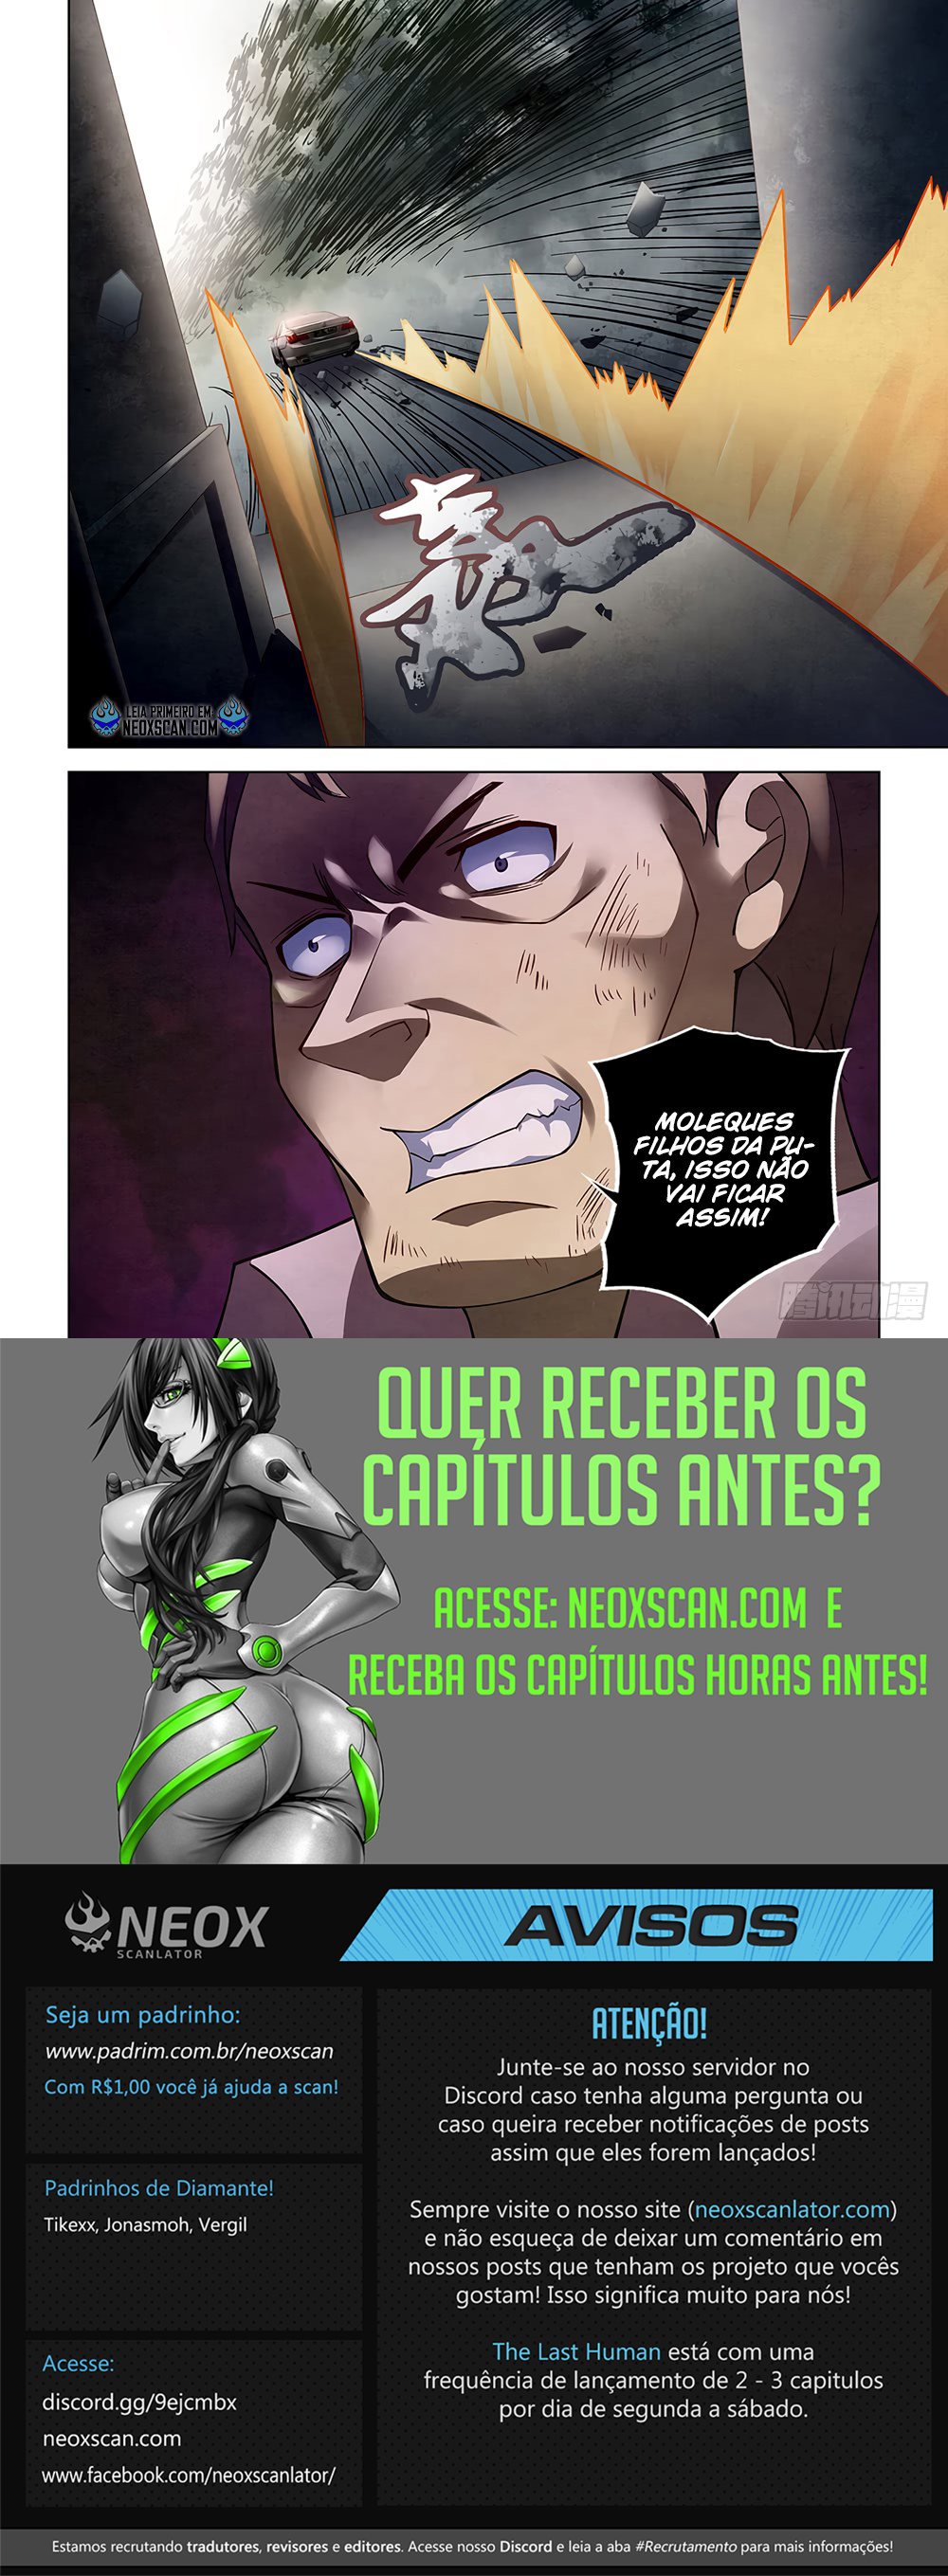 LEIA PRIMEIRO EM
NEOXSCAN.COM
MOLEQUES
FILHOS DA PU-
TA, ISSO NÃO
VAI FICAR
ASSIM!
腾讯动漫
QUER RECEBER OS
CAPÍTULOS ANTES?
ACESSE: NEOXSCAN.COM E
RECEBA OS CAPÍTULOS HORAS ANTES!
NEOX
SCANLATOR
AVISOS
Seja um padrinho:
www.padrim.com.br/neoxscan
Com R$1,00 você já ajuda a scan!
Padrinhos de Diamante!
Tikexx, Jonasmoh, Vergil
Acesse:
discord.gg/9ejcmbx
neoxscan.com
www.facebook.com/neoxscanlator/
ATENÇÃO!
Junte-se ao nosso servidor no
Discord caso tenha alguma pergunta ou
caso queira receber notificações de posts
assim que eles forem lançados!
Sempre visite o nosso site (neoxscanlator.com)
e não esqueça de deixar um comentário em
nossos posts que tenham os projeto que vocês
gostam! Isso significa muito para nós!
The Last Human está com uma
frequência de lançamento de 2 - 3 capitulos
por dia de segunda a sábado.
Estamos recrutando tradutores, revisores e editores. Acesse nosso Discord e leia a aba #Recrutamento para mais informações!